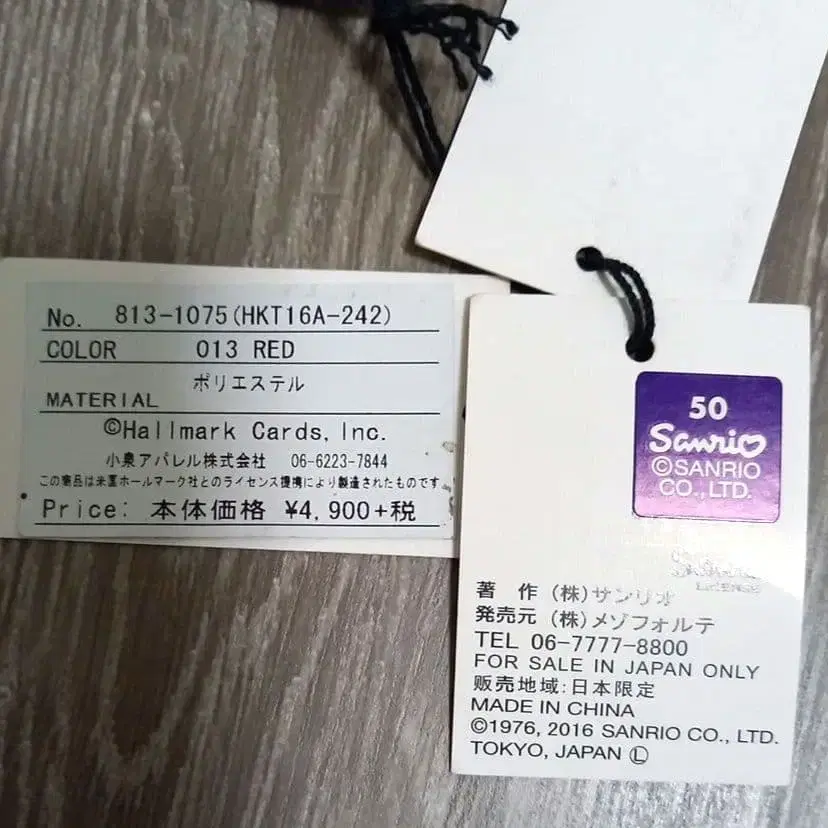 No. 813-1075(HKT16A-242)
COLOR 013 RED
ポリエステル
MATERIAL
©Hallmark Cards, Inc.
小泉アパレル株式会社 06-6223-7844
この商品は米国ホールマーク社とのライセンス提携により製造されたものです
Price: 本体価格 ¥4,900+税
50
Sanrio
©SANRIO
CO., LTD.
著 作 (株)サンリオ
発売元 (株)メゾフォルテ
TEL 06-7777-8800
FOR SALE IN JAPAN ONLY
販売地域:日本限定
MADE IN CHINA
©1976, 2016 SANRIO CO., LTD.
TOKYO, JAPAN Ⓛ